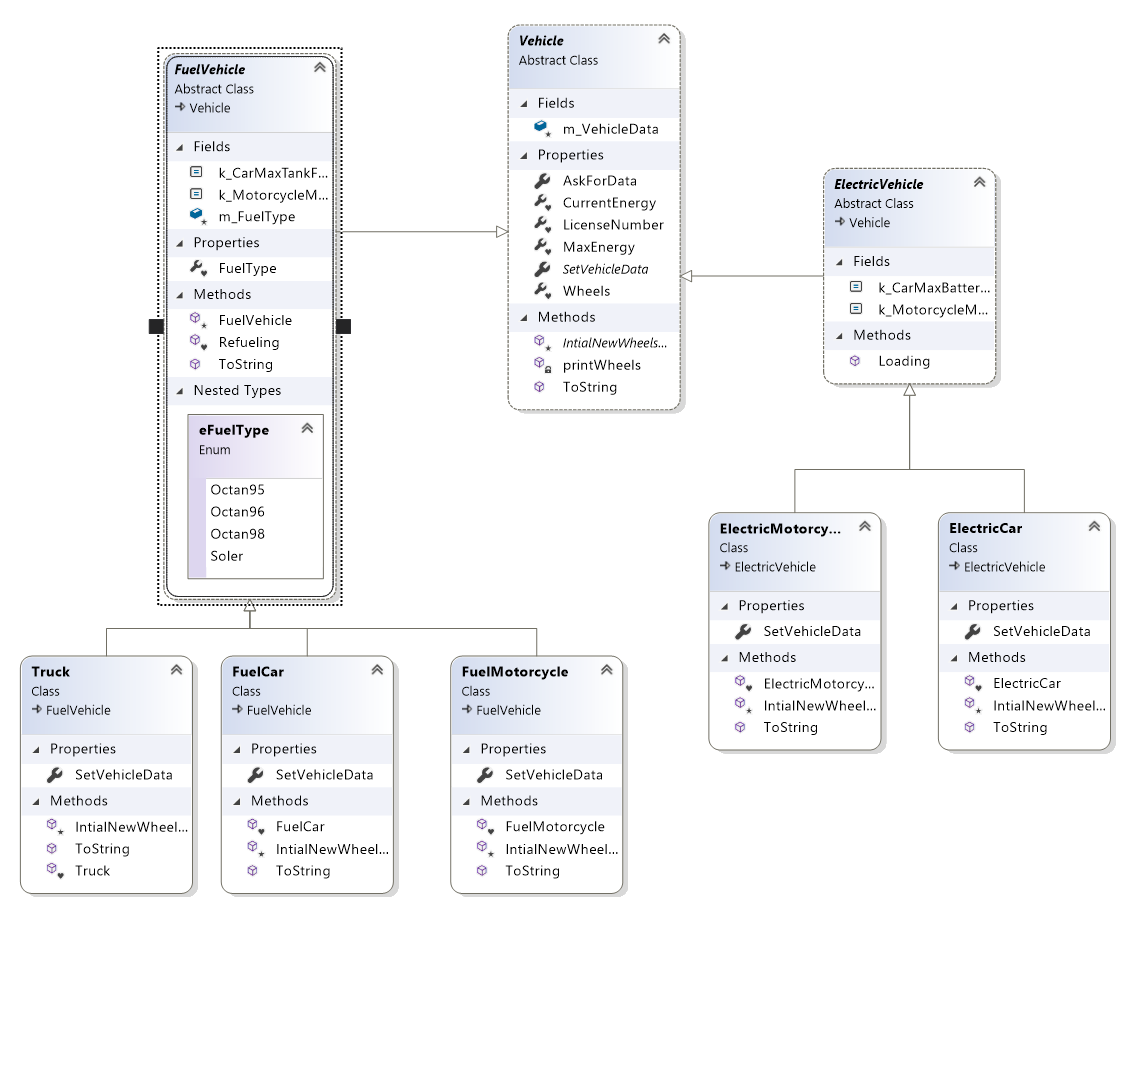 FuelVehicle
Abstract Class
Vehicle
Fields
k_CarMaxTankF...
k_MotorcycleM...
m_FuelType
Properties
FuelType
Methods
FuelVehicle
Refueling
ToString
Nested Types
eFuelType
Enum
Octan95
Octan96
Octan98
Soler
Vehicle
Abstract Class
Fields
m_VehicleData
Properties
AskForData
CurrentEnergy
LicenseNumber
MaxEnergy
SetVehicleData
Wheels
Methods
IntialNewWheels...
printWheels
ToString
ElectricVehicle
Abstract Class
Vehicle
Fields
k_CarMaxBatter...
k_MotorcycleM...
Methods
Loading
Truck
Class
FuelVehicle
Properties
SetVehicleData
Methods
IntialNewWheel...
ToString
Truck
FuelCar
Class
FuelVehicle
Properties
SetVehicleData
Methods
FuelCar
IntialNewWheel...
ToString
FuelMotorcycle
Class
FuelVehicle
Properties
SetVehicleData
Methods
FuelMotorcycle
IntialNewWheel...
ToString
ElectricMotorcy...
Class
ElectricVehicle
Properties
SetVehicleData
Methods
ElectricMotorcy...
IntialNewWheel...
ToString
ElectricCar
Class
ElectricVehicle
Properties
SetVehicleData
Methods
ElectricCar
IntialNewWheel...
ToString